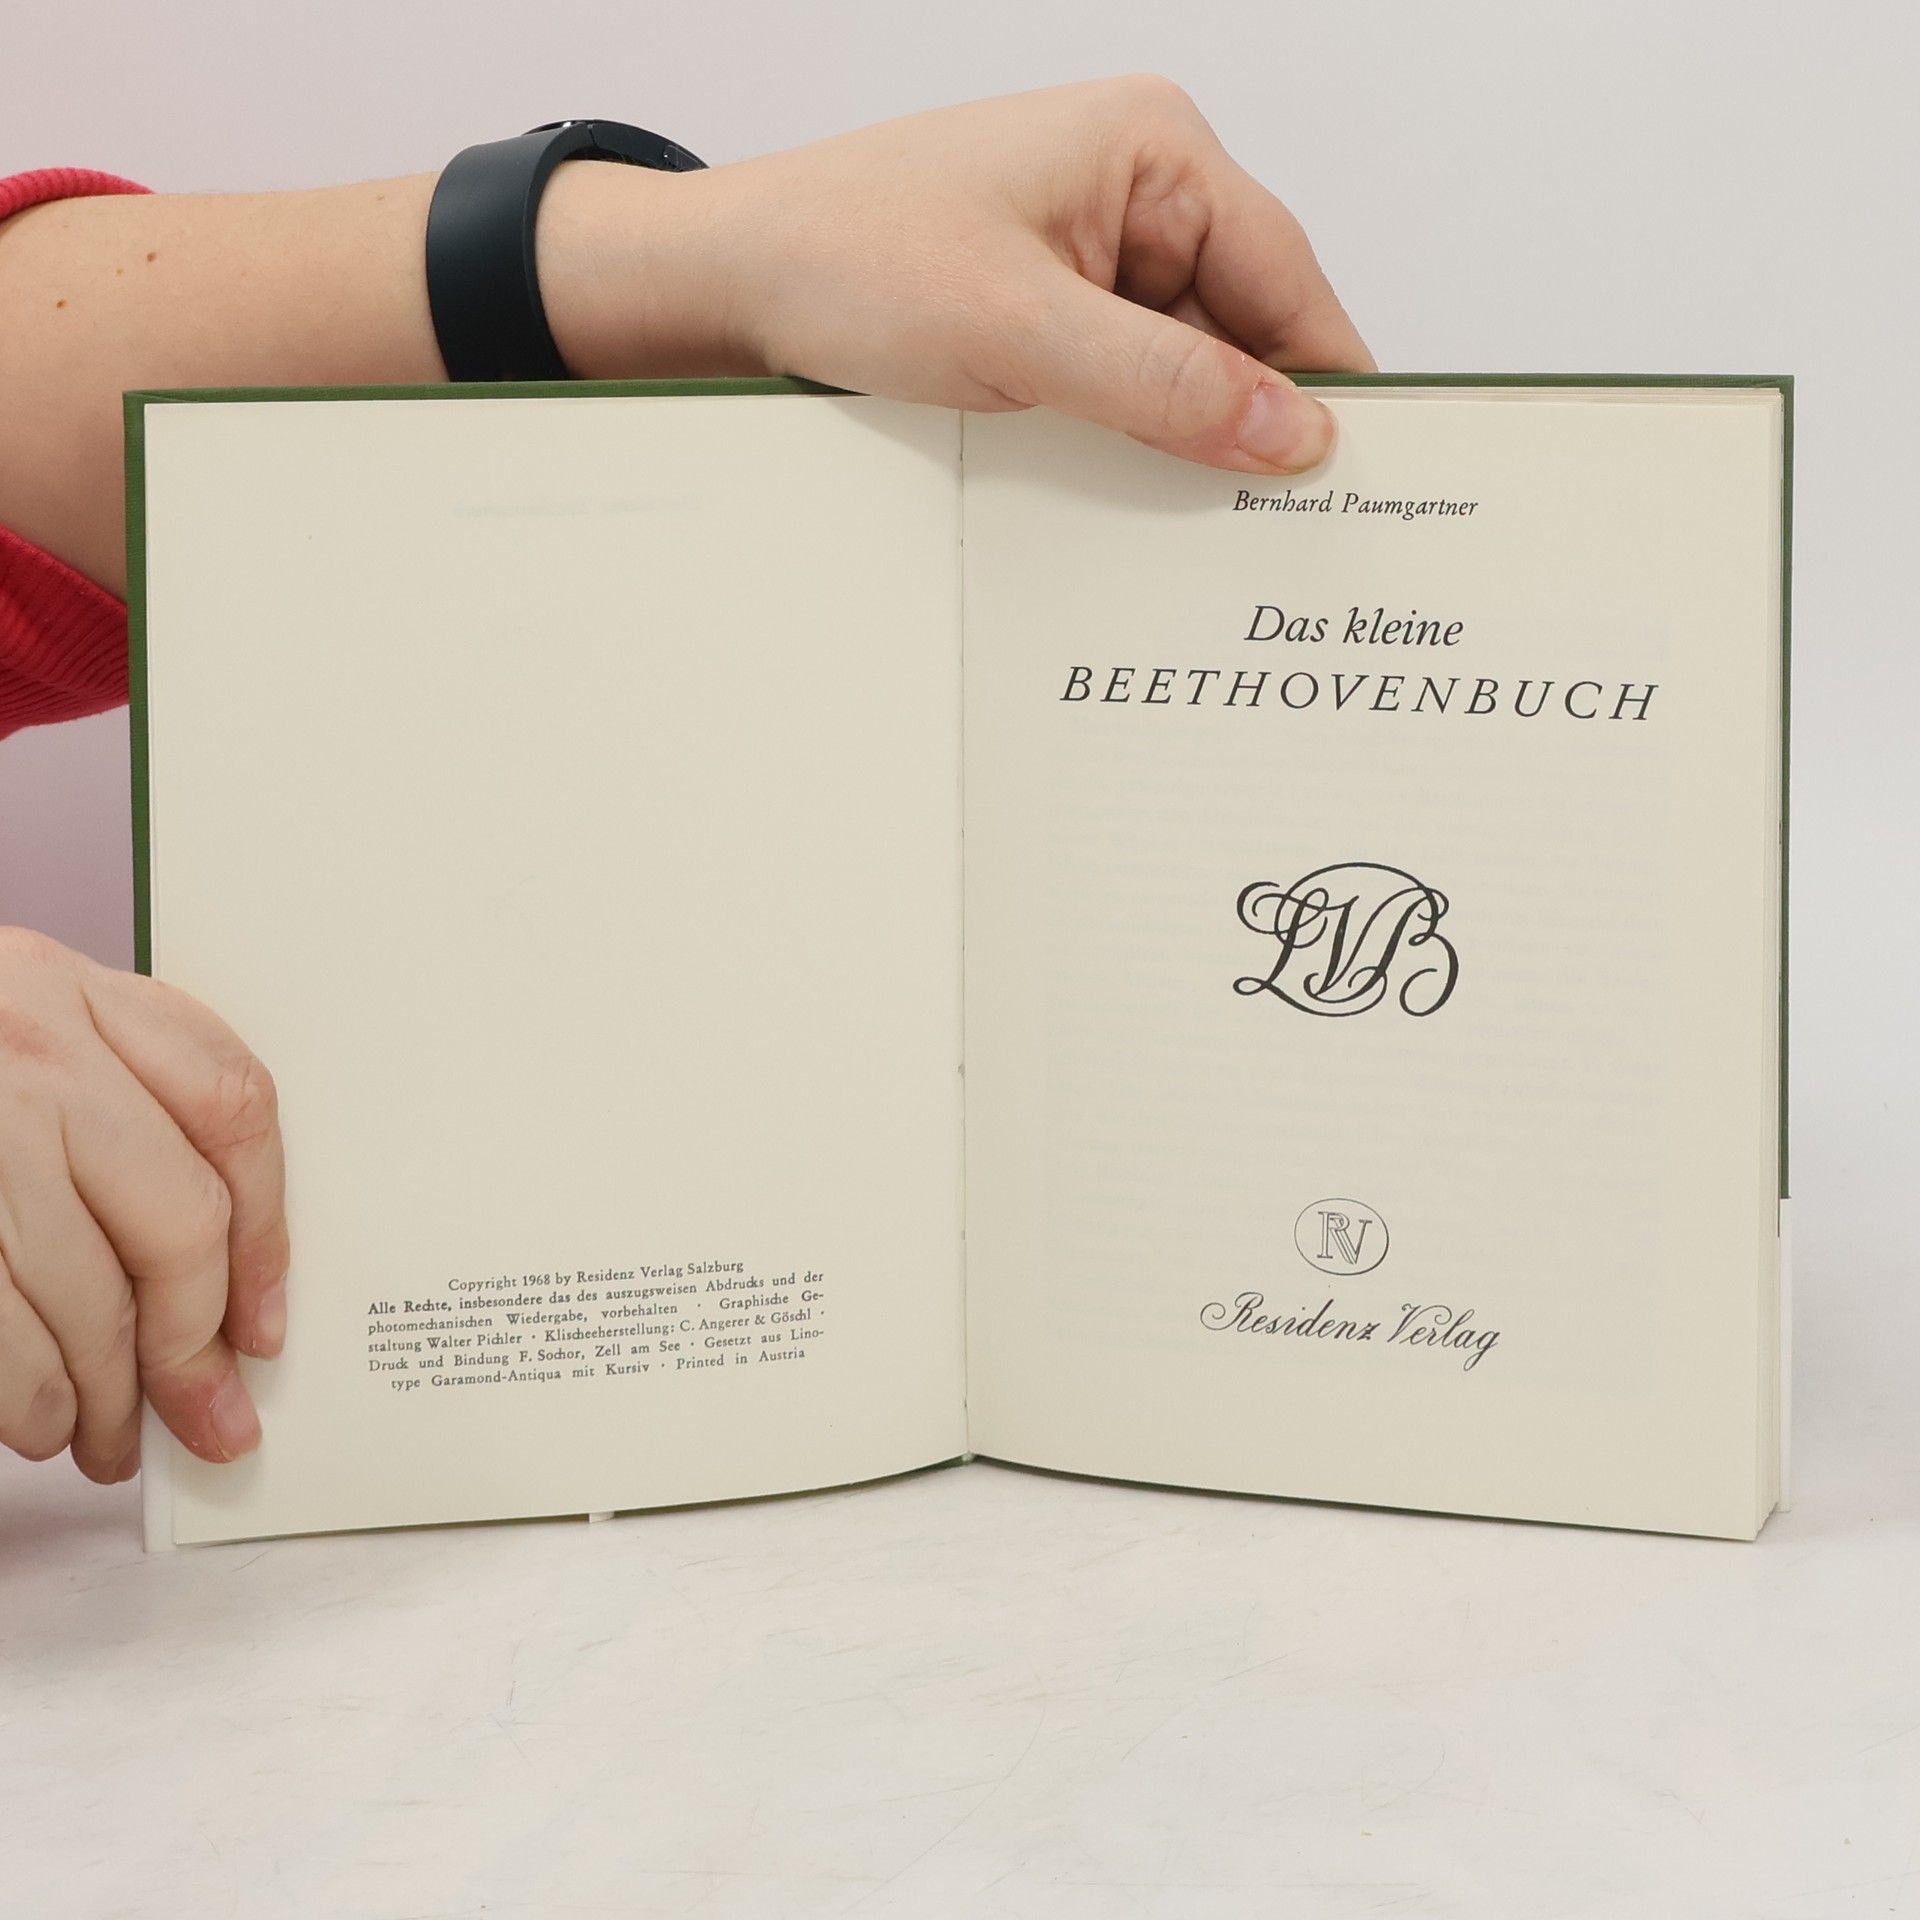 Copyright 1968 by Residenz Verlag Salzburg
Alle Rechte, insbesondere das des auszugsweisen Abdrucks und der
photomechanischen Wiedergabe, vorbehalten · Graphische Ge-
staltung Walter Pichler · Klischeeherstellung: C. Angerer & Göschl ·
Druck und Bindung F. Sochor, Zell am See · Gesetzt aus Lino-
type Garamond-Antiqua mit Kursiv · Printed in Austria
Bernhard Paumgartner
Das kleine
BEETHOVENBUCH
LVB
RV
Residenz Verlag